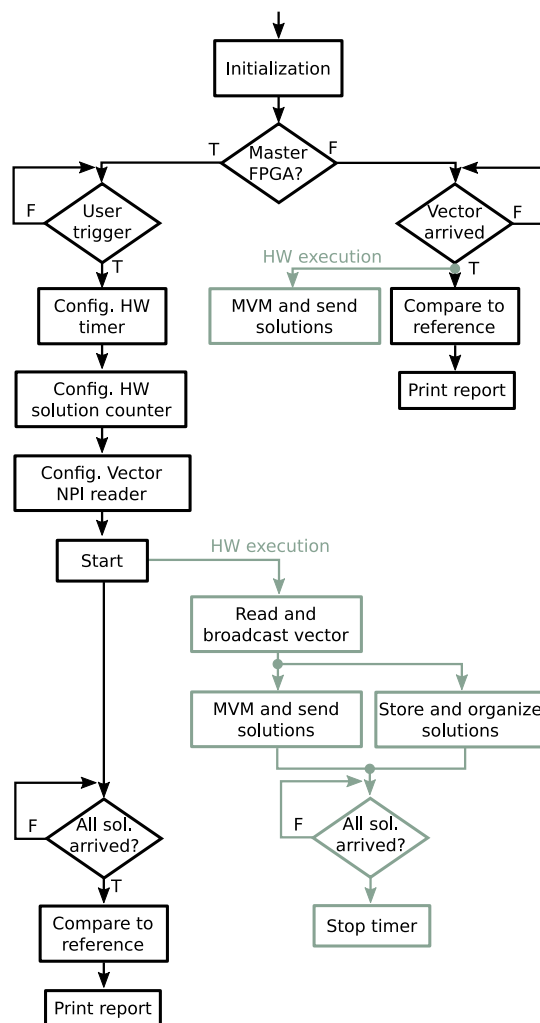 Initialization
T
Master
FPGA?
F
User
trigger
F
T
Vector
arrived
F
T
HW execution
Config. HW
timer
MVM and send
solutions
Compare to
reference
Print report
Config. HW
solution counter
Config. Vector
NPI reader
Start
HW execution
Read and
broadcast vector
MVM and send
solutions
Store and organize
solutions
All sol.
arrived?
F
T
All sol.
arrived?
F
Compare to
reference
Stop timer
Print report